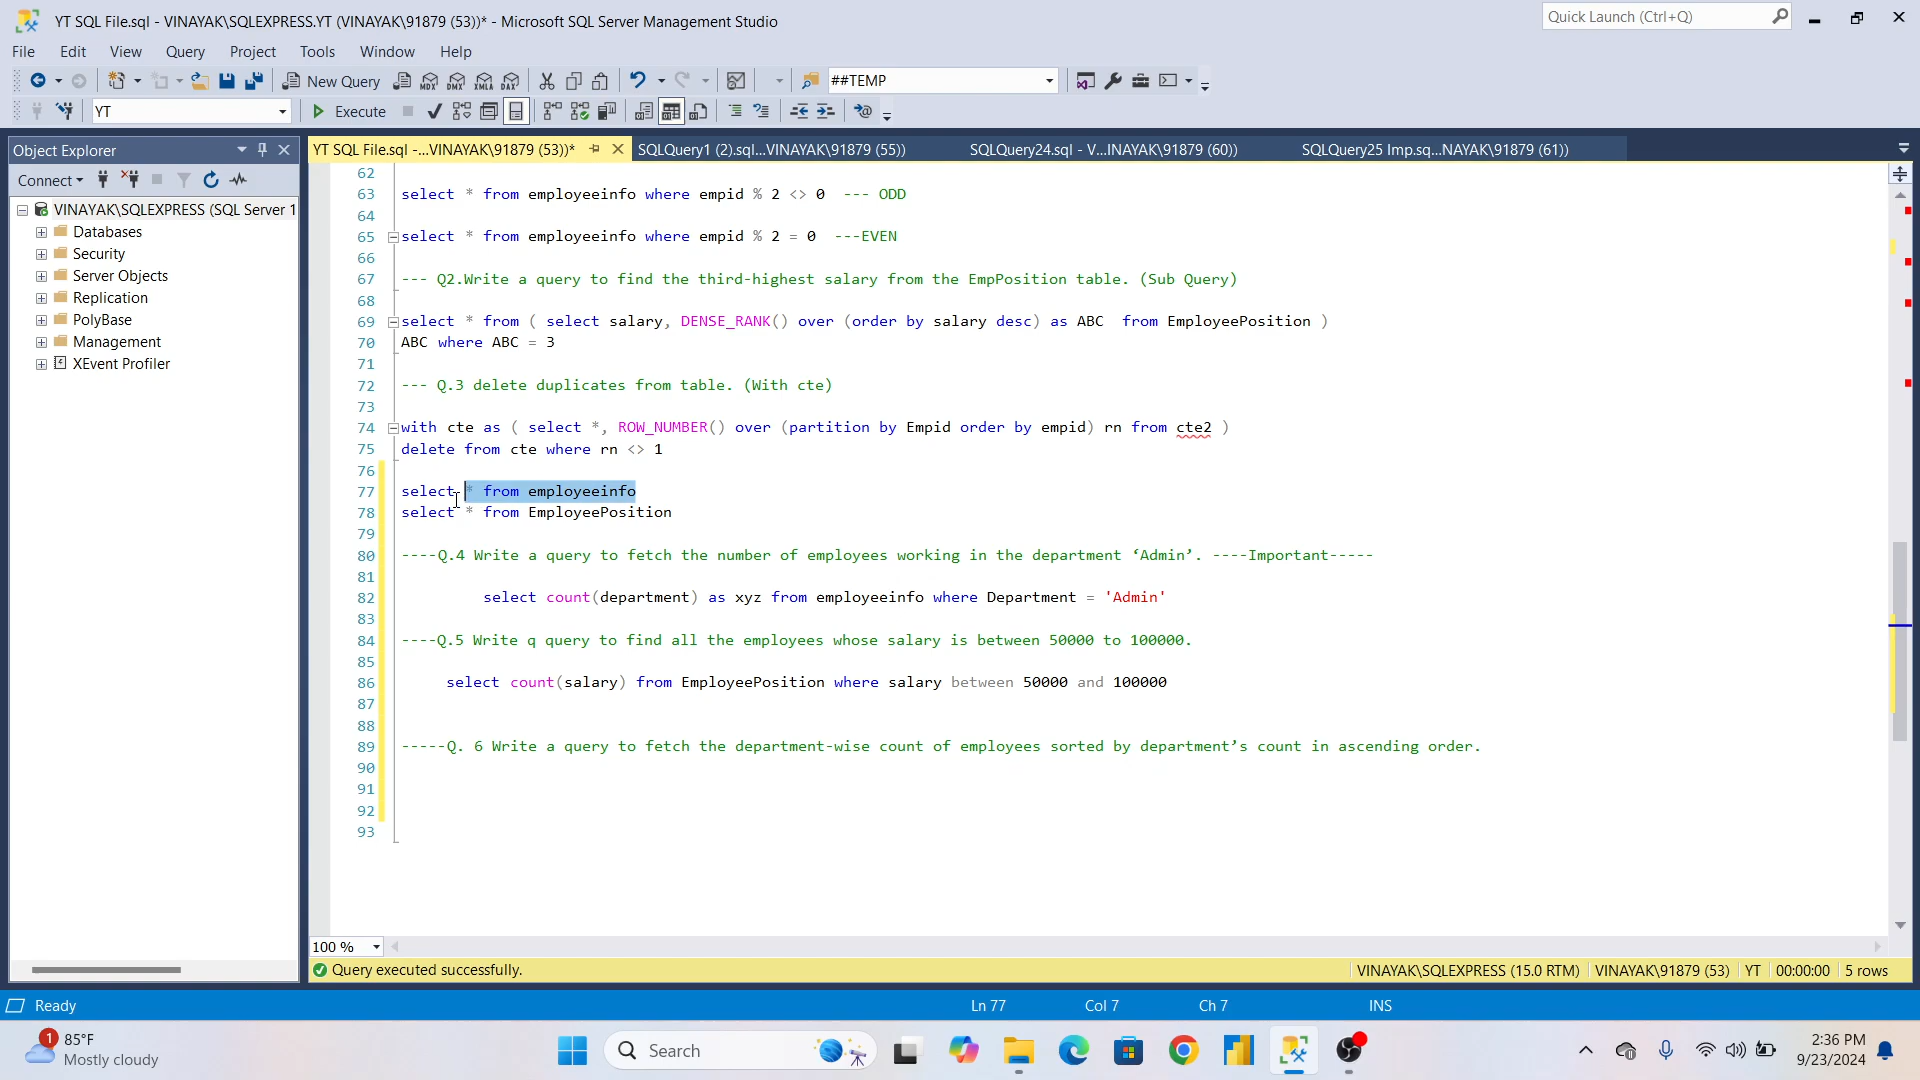 YT SQL File.sql - VINAYAK\SQLEXPRESS.YT (VINAYAK\91879 (53))* - Microsoft SQL Server Management Studio
Quick Launch (Ctrl+Q)
File Edit View Query Project Tools Window Help
New Query MDX DMX XMLA DAX ##TEMP
YT Execute
Object Explorer
YT SQL File.sql -...VINAYAK\91879 (53))* SQLQuery1 (2).sql...VINAYAK\91879 (55)) SQLQuery24.sql - V...INAYAK\91879 (60)) SQLQuery25 Imp.sq...NAYAK\91879 (61))
Connect
VINAYAK\SQLEXPRESS (SQL Server 1
Databases
Security
Server Objects
Replication
PolyBase
Management
XEvent Profiler
62
63 select * from employeeinfo where empid % 2 <> 0 --- ODD
64
65 select * from employeeinfo where empid % 2 = 0 ---EVEN
66
67 --- Q2.Write a query to find the third-highest salary from the EmpPosition table. (Sub Query)
68
69 select * from ( select salary, DENSE_RANK() over (order by salary desc) as ABC from EmployeePosition )
70 ABC where ABC = 3
71
72 --- Q.3 delete duplicates from table. (With cte)
73
74 with cte as ( select *, ROW_NUMBER() over (partition by Empid order by empid) rn from cte2 )
75 delete from cte where rn <> 1
76
77 select * from employeeinfo
78 select * from EmployeePosition
79
80 ----Q.4 Write a query to fetch the number of employees working in the department ‘Admin’. ----Important-----
81
82 select count(department) as xyz from employeeinfo where Department = 'Admin'
83
84 ----Q.5 Write q query to find all the employees whose salary is between 50000 to 100000.
85
86 select count(salary) from EmployeePosition where salary between 50000 and 100000
87
88
89 -----Q. 6 Write a query to fetch the department-wise count of employees sorted by department’s count in ascending order.
90
91
92
93
100 %
Query executed successfully. VINAYAK\SQLEXPRESS (15.0 RTM) VINAYAK\91879 (53) YT 00:00:00 5 rows
Ready Ln 77 Col 7 Ch 7 INS
1 85°F
Mostly cloudy
Search
2:36 PM
9/23/2024